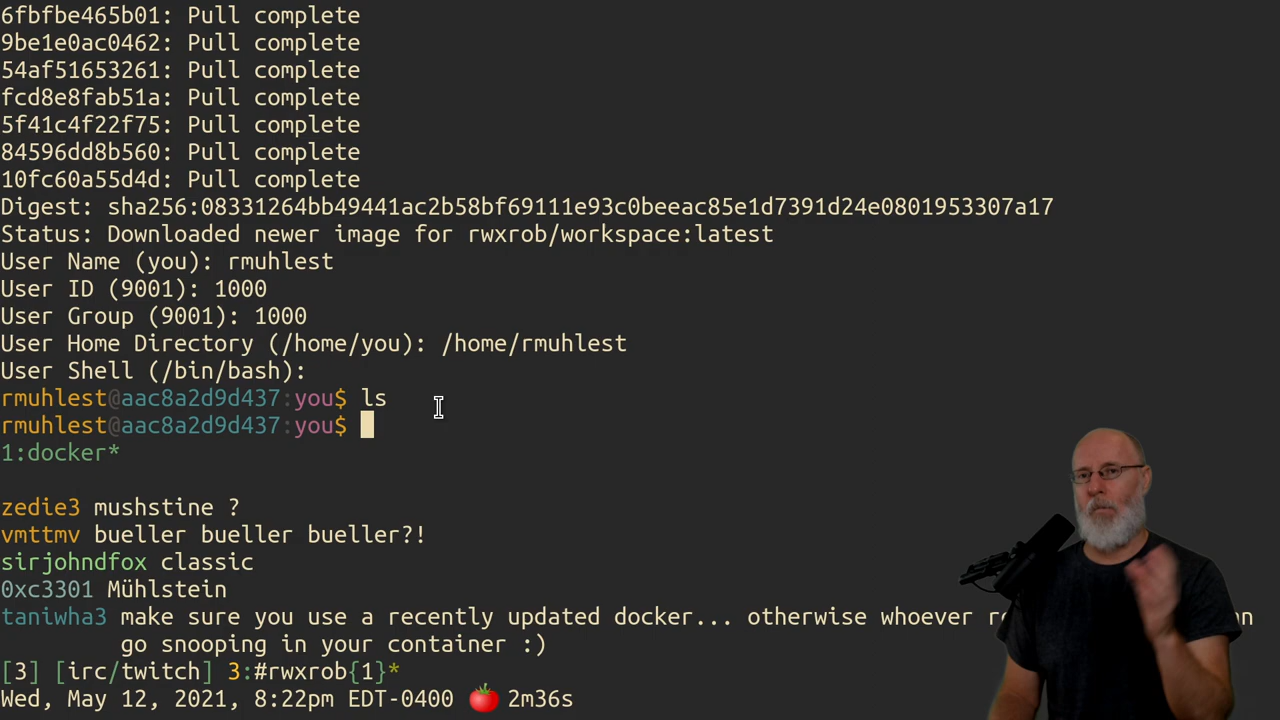 6fbfbe465b01: Pull complete
9be1e0ac0462: Pull complete
54af51653261: Pull complete
fcd8e8fab51a: Pull complete
5f41c4f22f75: Pull complete
84596dd8b560: Pull complete
10fc60a55d4d: Pull complete
Digest: sha256:08331264bb49441ac2b58bf69111e93c0beeac85e1d7391d24e0801953307a17
Status: Downloaded newer image for rwxrob/workspace:latest
User Name (you): rmuhlest
User ID (9001): 1000
User Group (9001): 1000
User Home Directory (/home/you): /home/rmuhlest
User Shell (/bin/bash):
rmuhlest@aac8a2d9d437:you$ ls
rmuhlest@aac8a2d9d437:you$
1:docker*
zedie3 mushstine ?
vmttmv bueller bueller bueller?!
sirjohndfox classic
0xc3301 Mühlstein
taniwha3 make sure you use a recently updated docker... otherwise whoever
go snooping in your container :)
[3] [irc/twitch] 3:#rwxrob{1}*
Wed, May 12, 2021, 8:22pm EDT-0400 🍅 2m36s